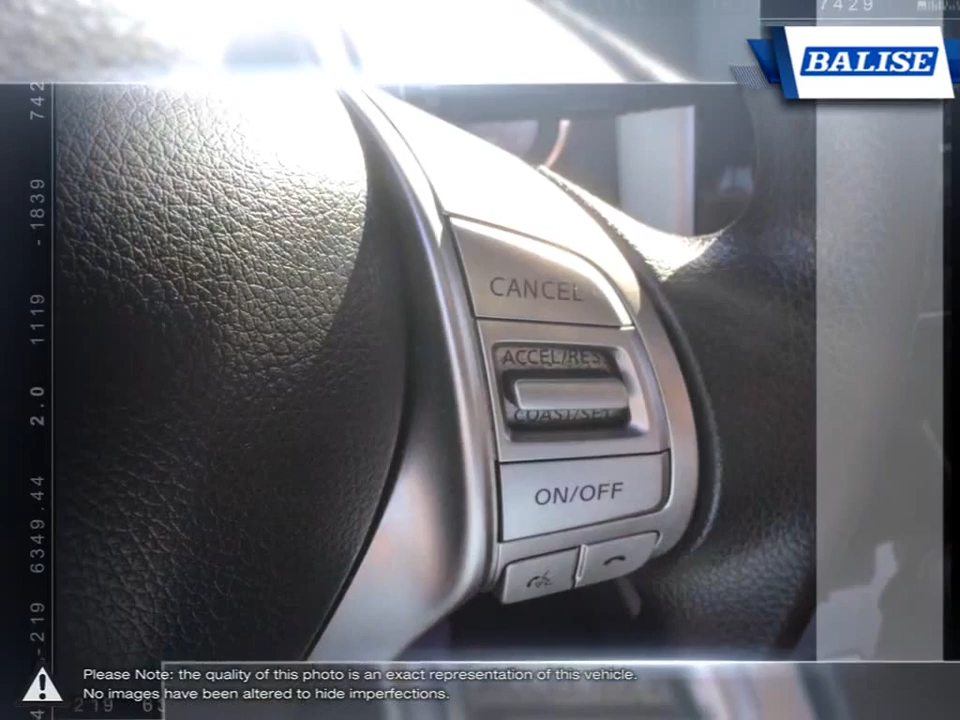 7429
BALISE
742
- 1839
1119
2.0
6349.44
-219
CANCEL
ACCEL/RES
COAST/SET
ON/OFF
Please Note: the quality of this photo is an exact representation of this vehicle.
No images have been altered to hide imperfections.
219 63